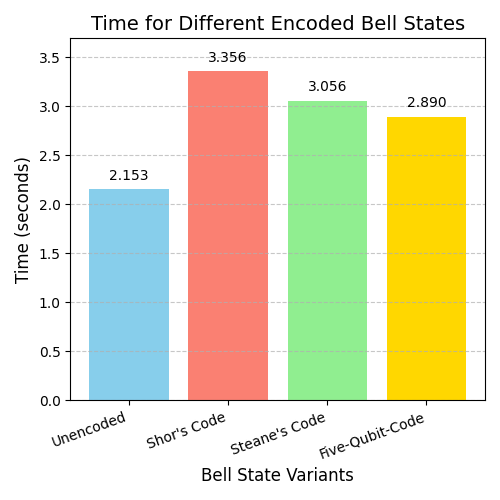 Time for Different Encoded Bell States
3.5
3.0
2.5
2.0
1.5
1.0
0.5
0.0
Time (seconds)
2.153
3.356
3.056
2.890
Unencoded
Shor's Code
Steane's Code
Five-Qubit-Code
Bell State Variants